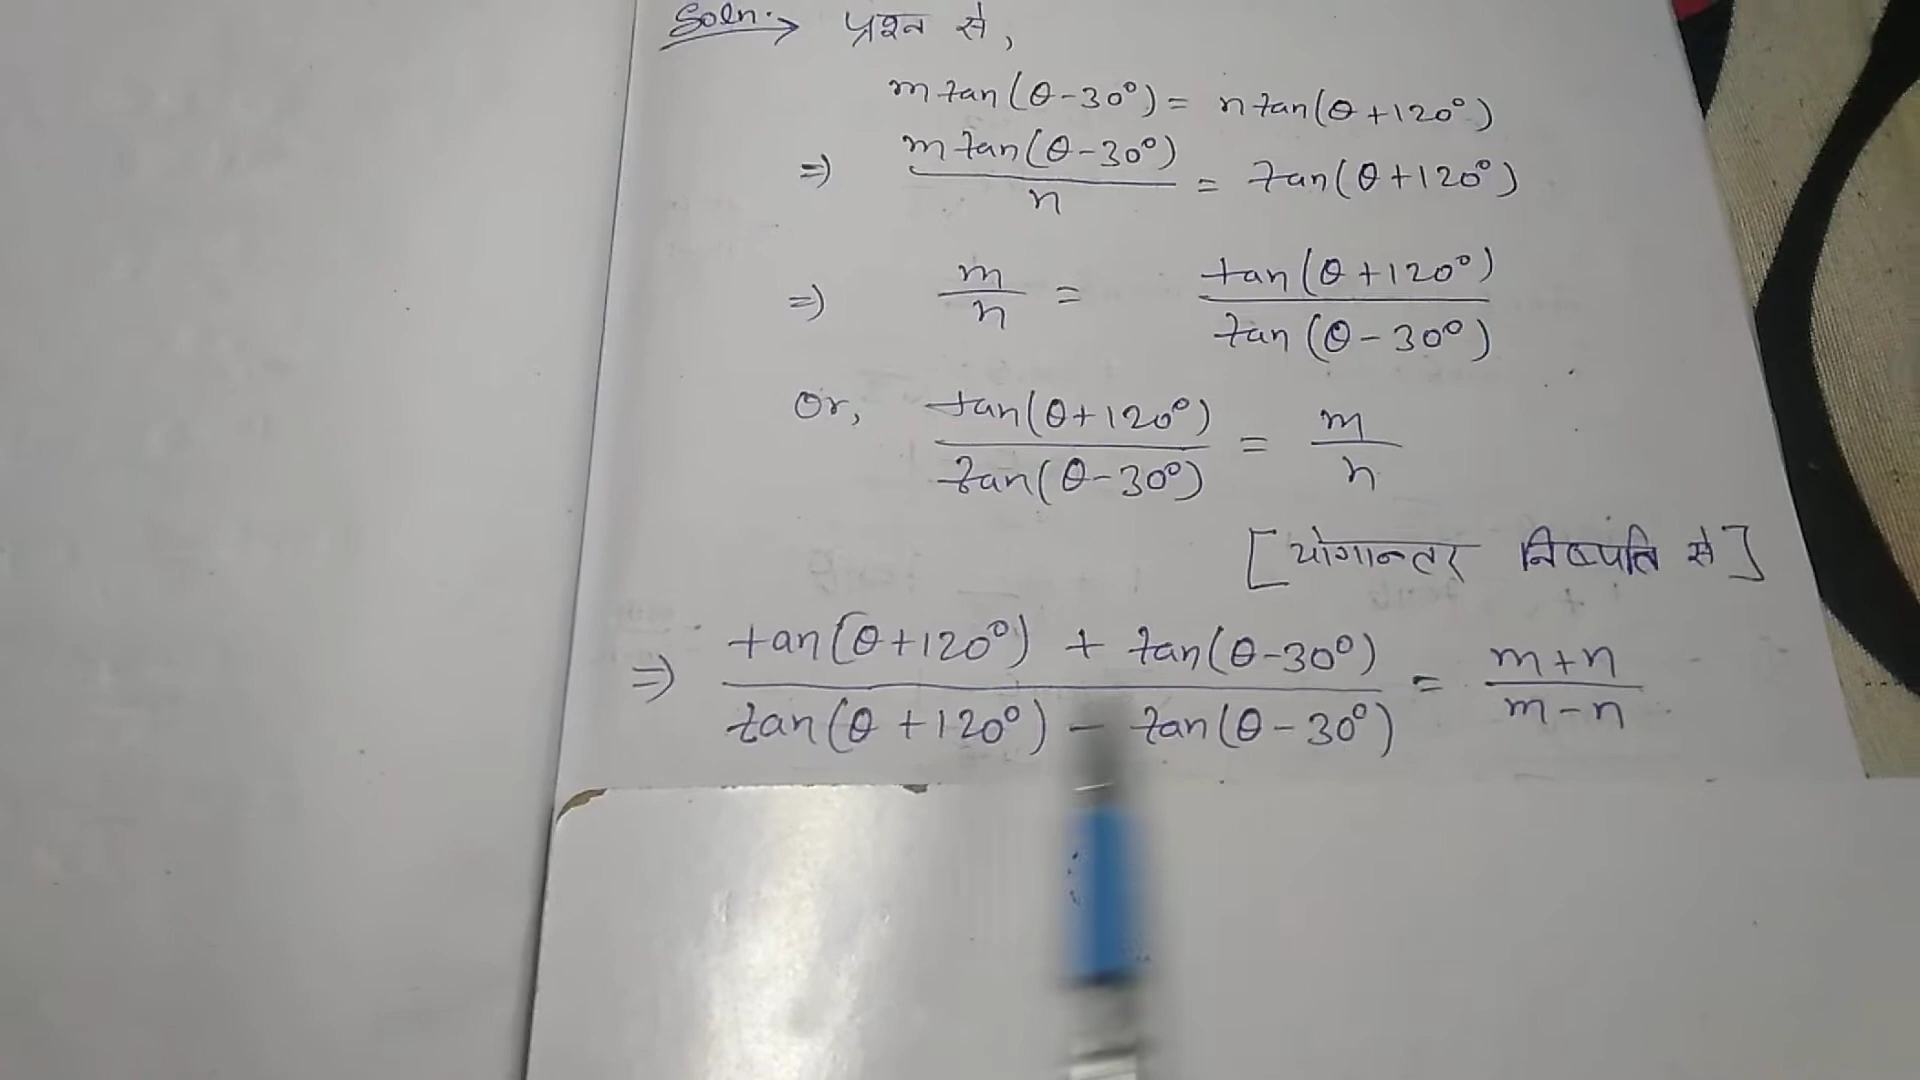 Soln. → प्रश्न से,
m tan(θ-30°) = n tan(θ+120°)
⇒ m tan(θ-30°) / n = tan(θ+120°)
⇒ m/n = tan(θ+120°) / tan(θ-30°)
Or, tan(θ+120°) / tan(θ-30°) = m/n
[योगान्तर निष्पति से]
⇒ tan(θ+120°) + tan(θ-30°) / tan(θ+120°) - tan(θ-30°) = m+n / m-n